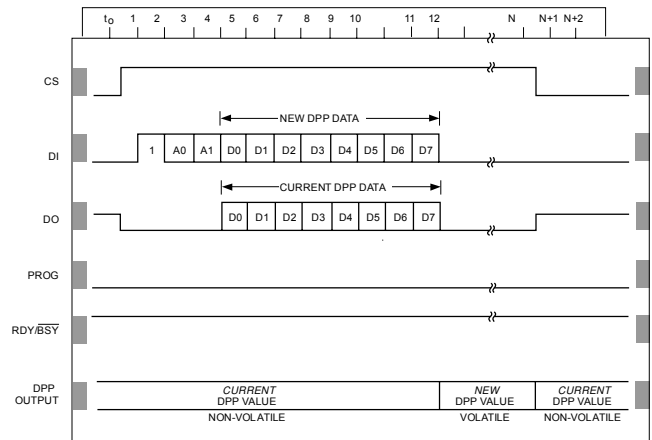 to 1 2 3 4 5 6 7 8 9 10 11 12 N N+1 N+2
CS
NEW DPP DATA
DI 1 A0 A1 D0 D1 D2 D3 D4 D5 D6 D7
CURRENT DPP DATA
DO D0 D1 D2 D3 D4 D5 D6 D7
PROG
RDY/BSY
DPP
OUTPUT
CURRENT
DPP VALUE
NON-VOLATILE
NEW
DPP VALUE
VOLATILE
CURRENT
DPP VALUE
NON-VOLATILE